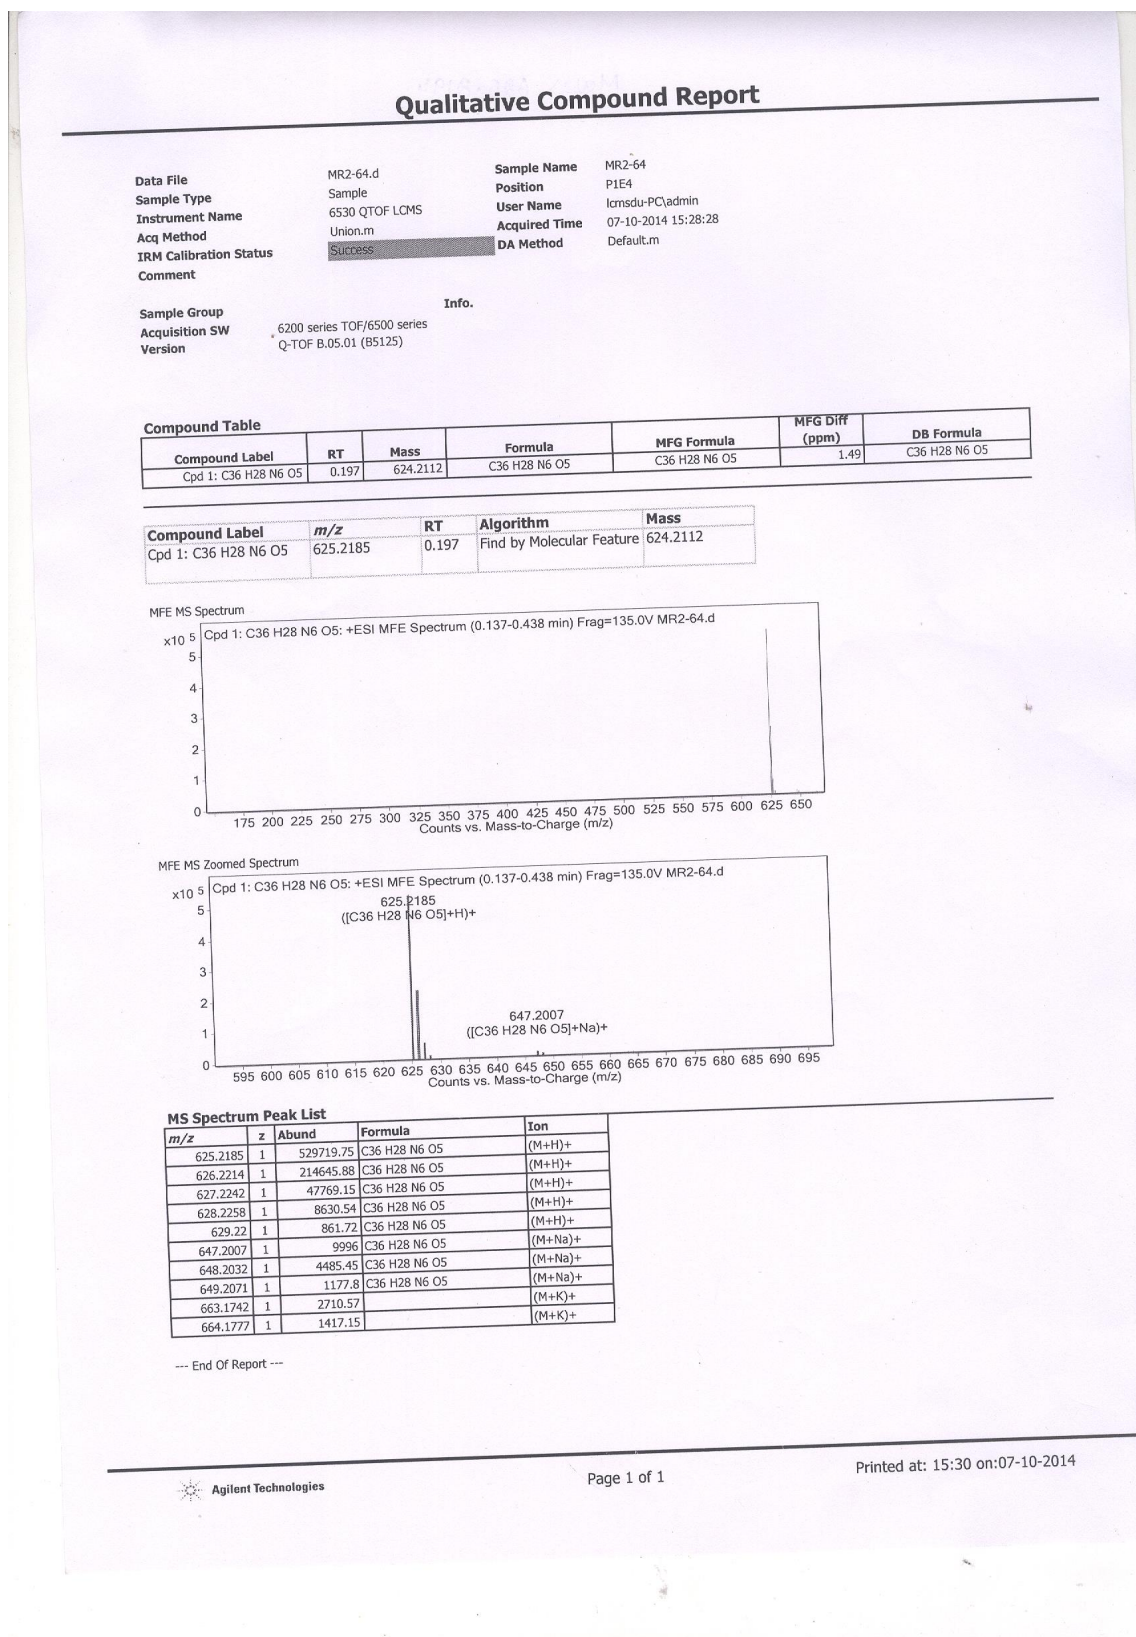 Qualitative Compound Report
Data File MR2-64.d Sample Name MR2-64
Sample Type Sample Position P1E4
Instrument Name 6530 QTOF LCMS User Name lcmsdu-PC\admin
Acq Method Union.m Acquired Time 07-10-2014 15:28:28
IRM Calibration Status Success DA Method Default.m
Comment
Sample Group Info.
Acquisition SW 6200 series TOF/6500 series
Version Q-TOF B.05.01 (B5125)
Compound Table
Compound Label RT Mass Formula MFG Formula MFG Diff (ppm) DB Formula
Cpd 1: C36 H28 N6 O5 0.197 624.2112 C36 H28 N6 O5 C36 H28 N6 O5 1.49 C36 H28 N6 O5
Compound Label m/z RT Algorithm Mass
Cpd 1: C36 H28 N6 O5 625.2185 0.197 Find by Molecular Feature 624.2112
MFE MS Spectrum
x10 5 Cpd 1: C36 H28 N6 O5: +ESI MFE Spectrum (0.137-0.438 min) Frag=135.0V MR2-64.d
5
4
3
2
1
0
175 200 225 250 275 300 325 350 375 400 425 450 475 500 525 550 575 600 625 650
Counts vs. Mass-to-Charge (m/z)
MFE MS Zoomed Spectrum
x10 5 Cpd 1: C36 H28 N6 O5: +ESI MFE Spectrum (0.137-0.438 min) Frag=135.0V MR2-64.d
625.2185
5
([C36 H28 N6 O5]+H)+
4
3
2
647.2007
1
([C36 H28 N6 O5]+Na)+
0
595 600 605 610 615 620 625 630 635 640 645 650 655 660 665 670 675 680 685 690 695
Counts vs. Mass-to-Charge (m/z)
MS Spectrum Peak List
m/z z Abund Formula Ion
625.2185 1 529719.75 C36 H28 N6 O5 (M+H)+
626.2214 1 214645.88 C36 H28 N6 O5 (M+H)+
627.2242 1 47769.15 C36 H28 N6 O5 (M+H)+
628.2258 1 8630.54 C36 H28 N6 O5 (M+H)+
629.22 1 861.72 C36 H28 N6 O5 (M+H)+
647.2007 1 9996 C36 H28 N6 O5 (M+Na)+
648.2032 1 4485.45 C36 H28 N6 O5 (M+Na)+
649.2071 1 1177.8 C36 H28 N6 O5 (M+Na)+
663.1742 1 2710.57 (M+K)+
664.1777 1 1417.15 (M+K)+
--- End Of Report ---
Agilent Technologies Page 1 of 1 Printed at: 15:30 on:07-10-2014